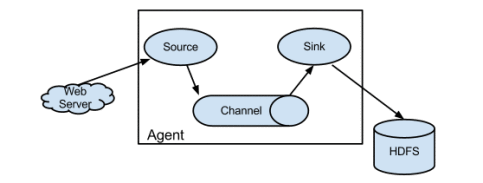 Source
Sink
Web
Server
Channel
Agent
HDFS